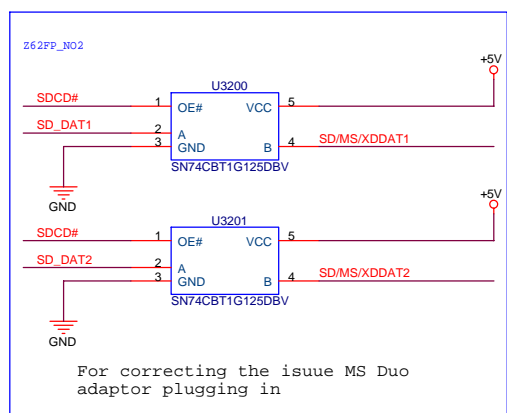 Z62FP_NO2
+5V
U3200
SDCD#
1
OE#
VCC
5
SD_DAT1
2
A
3
GND
B
4
SD/MS/XDDAT1
SN74CBT1G125DBV
GND
+5V
U3201
SDCD#
1
OE#
VCC
5
SD_DAT2
2
A
3
GND
B
4
SD/MS/XDDAT2
SN74CBT1G125DBV
GND
For correcting the isuue MS Duo
adaptor plugging in